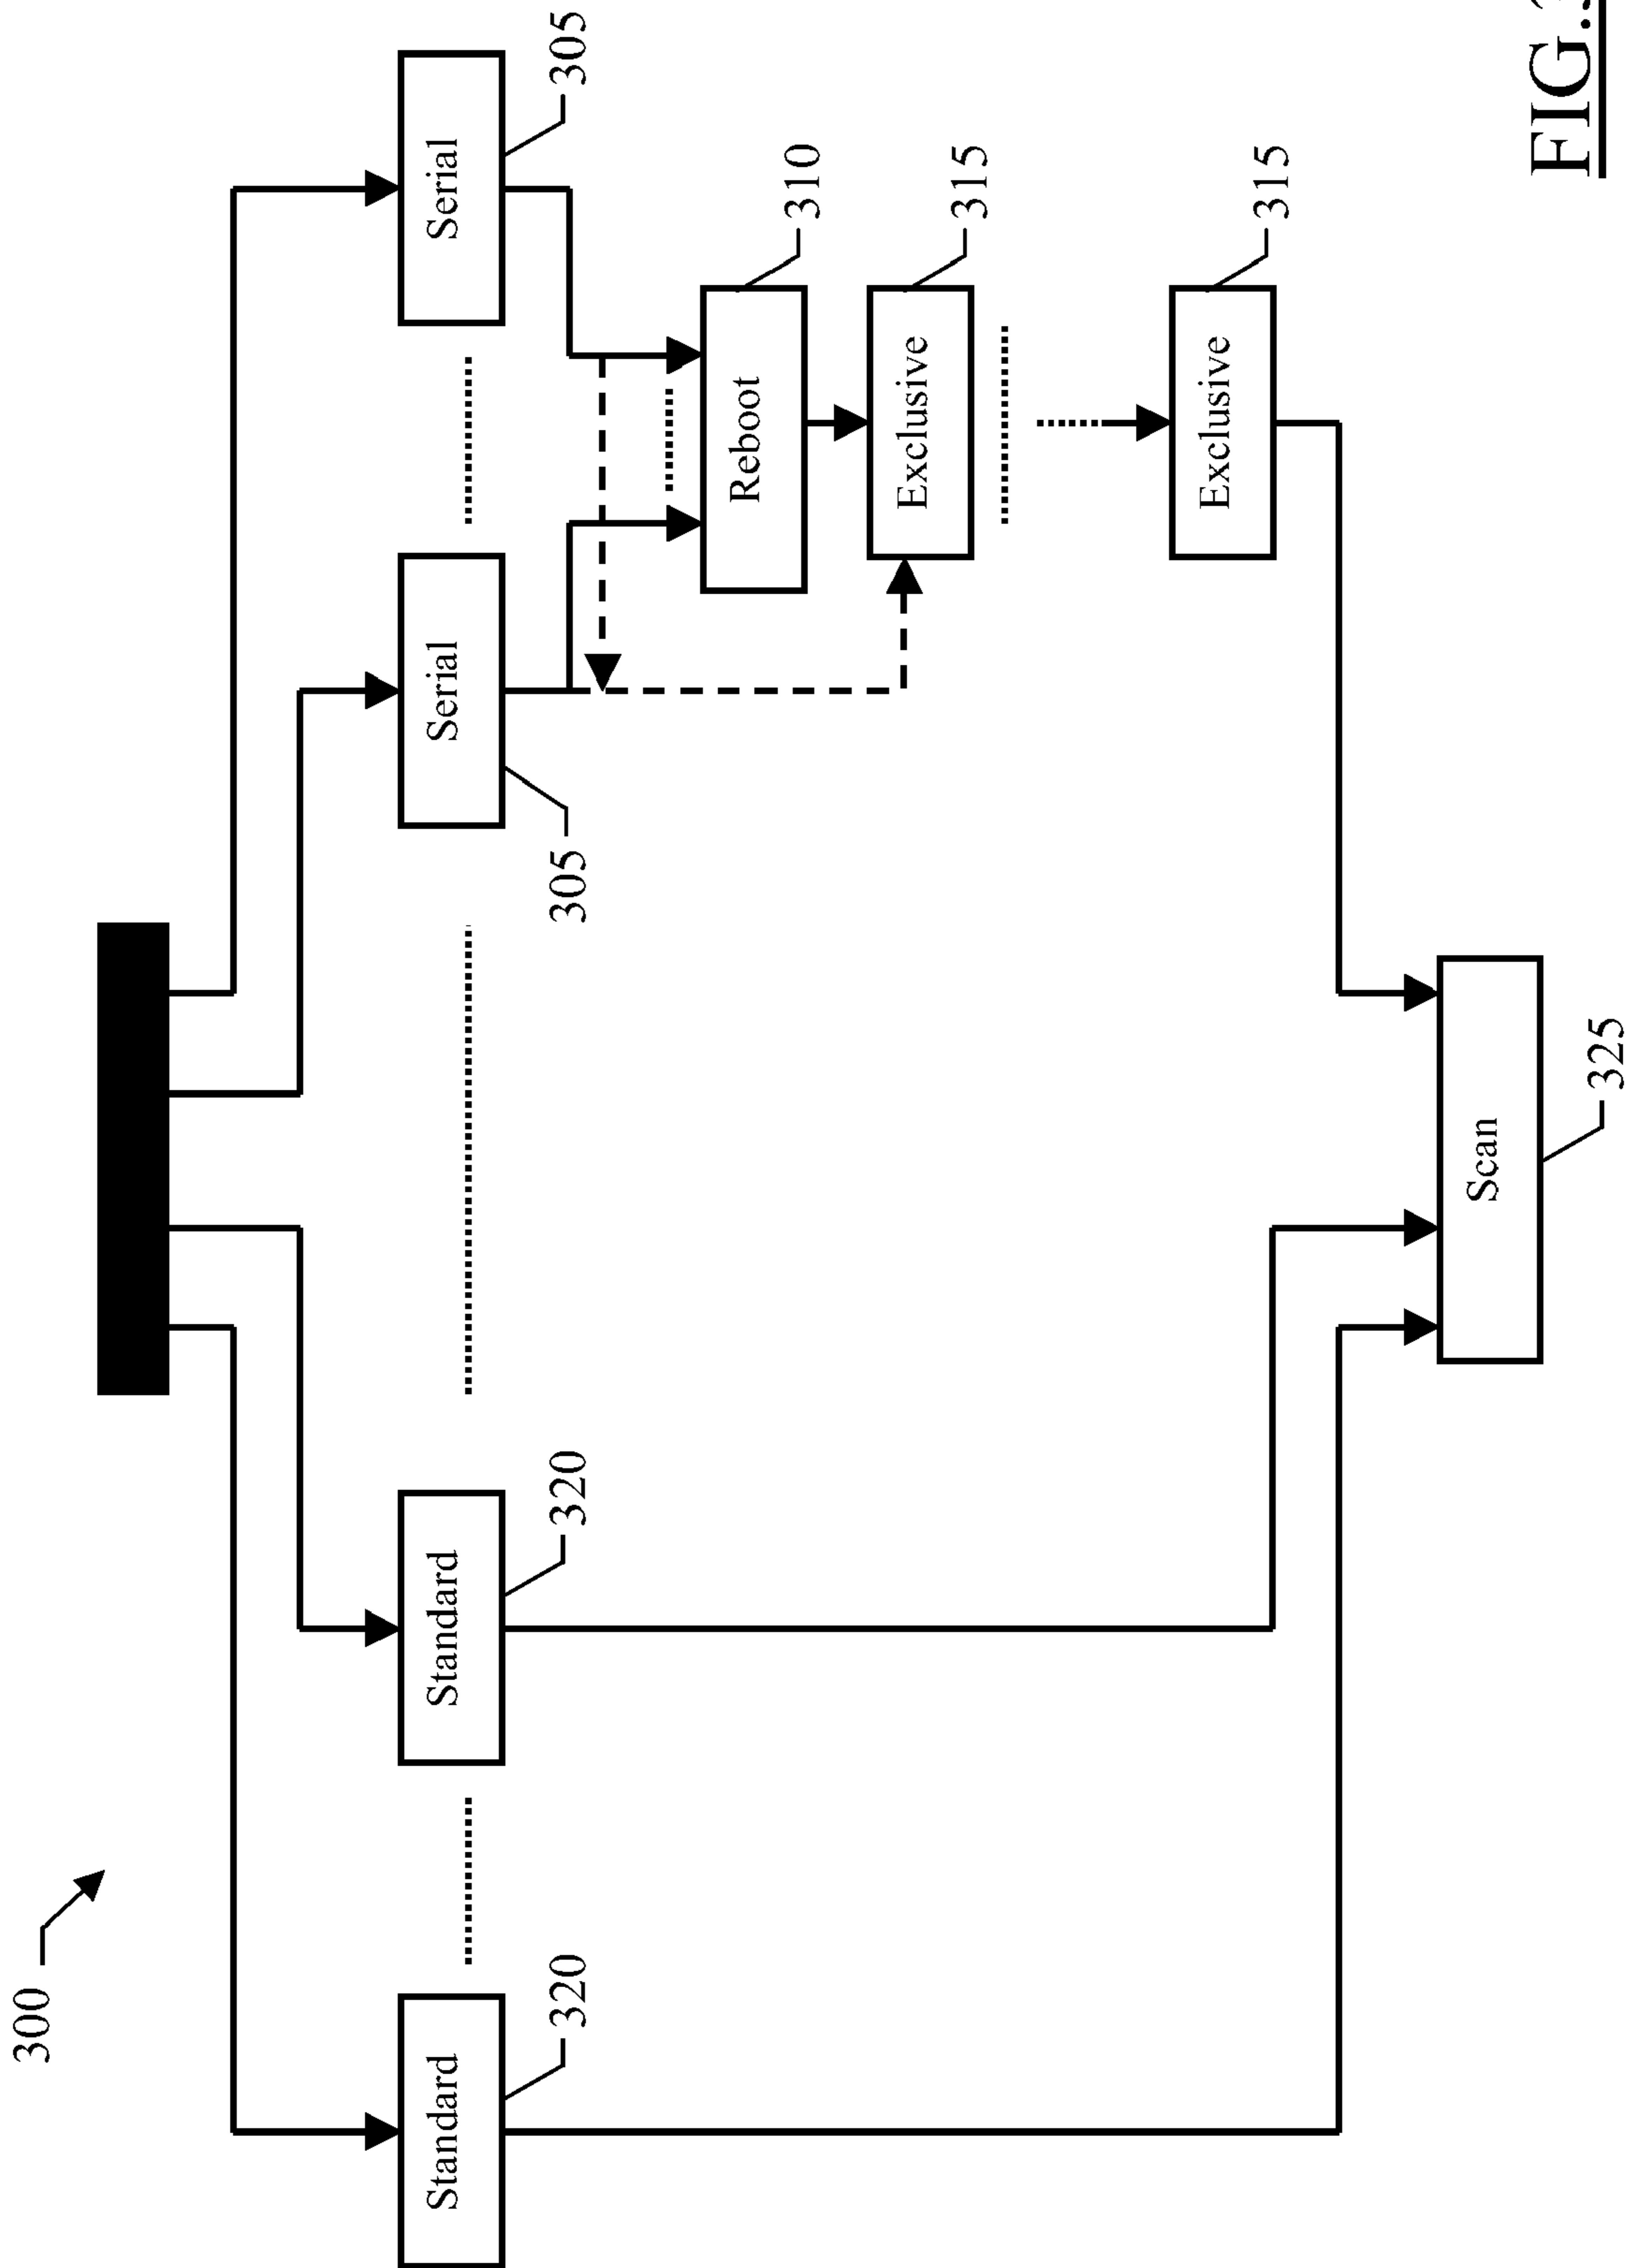 300
Standard
Standard
Serial
Serial
320
320
305
305
Reboot
310
Exclusive
315
Exclusive
315
Scan
325
FIG.